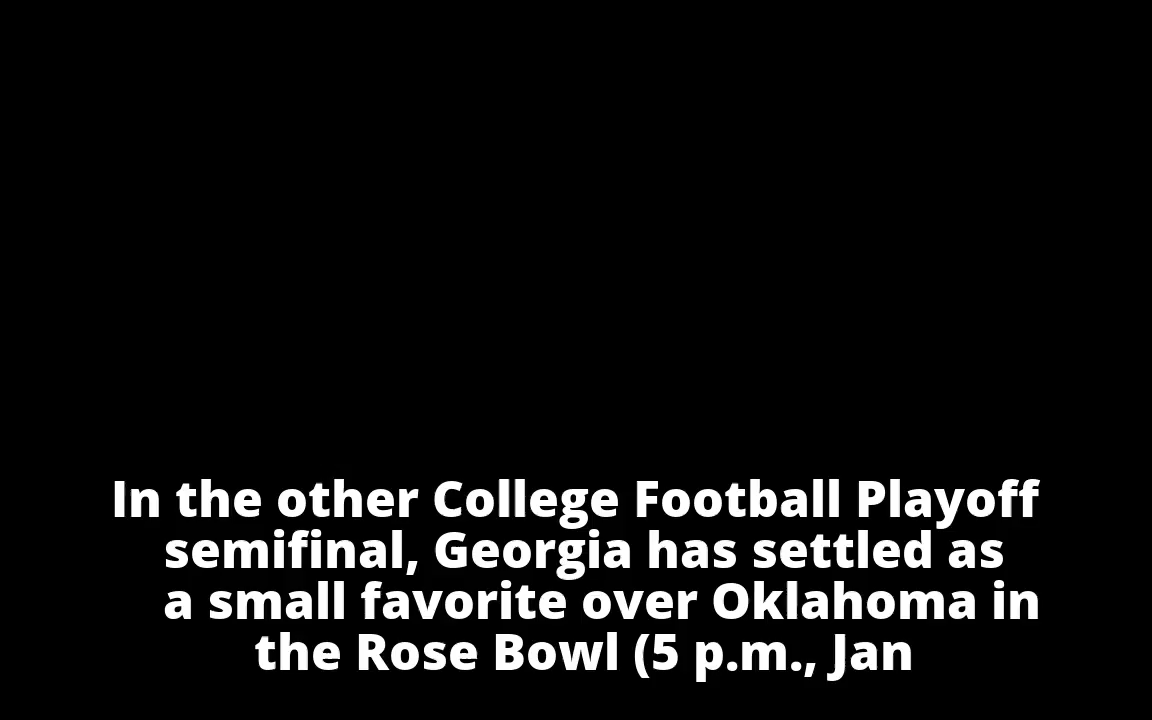 In the other College Football Playoff
semifinal, Georgia has settled as
a small favorite over Oklahoma in
the Rose Bowl (5 p.m., Jan